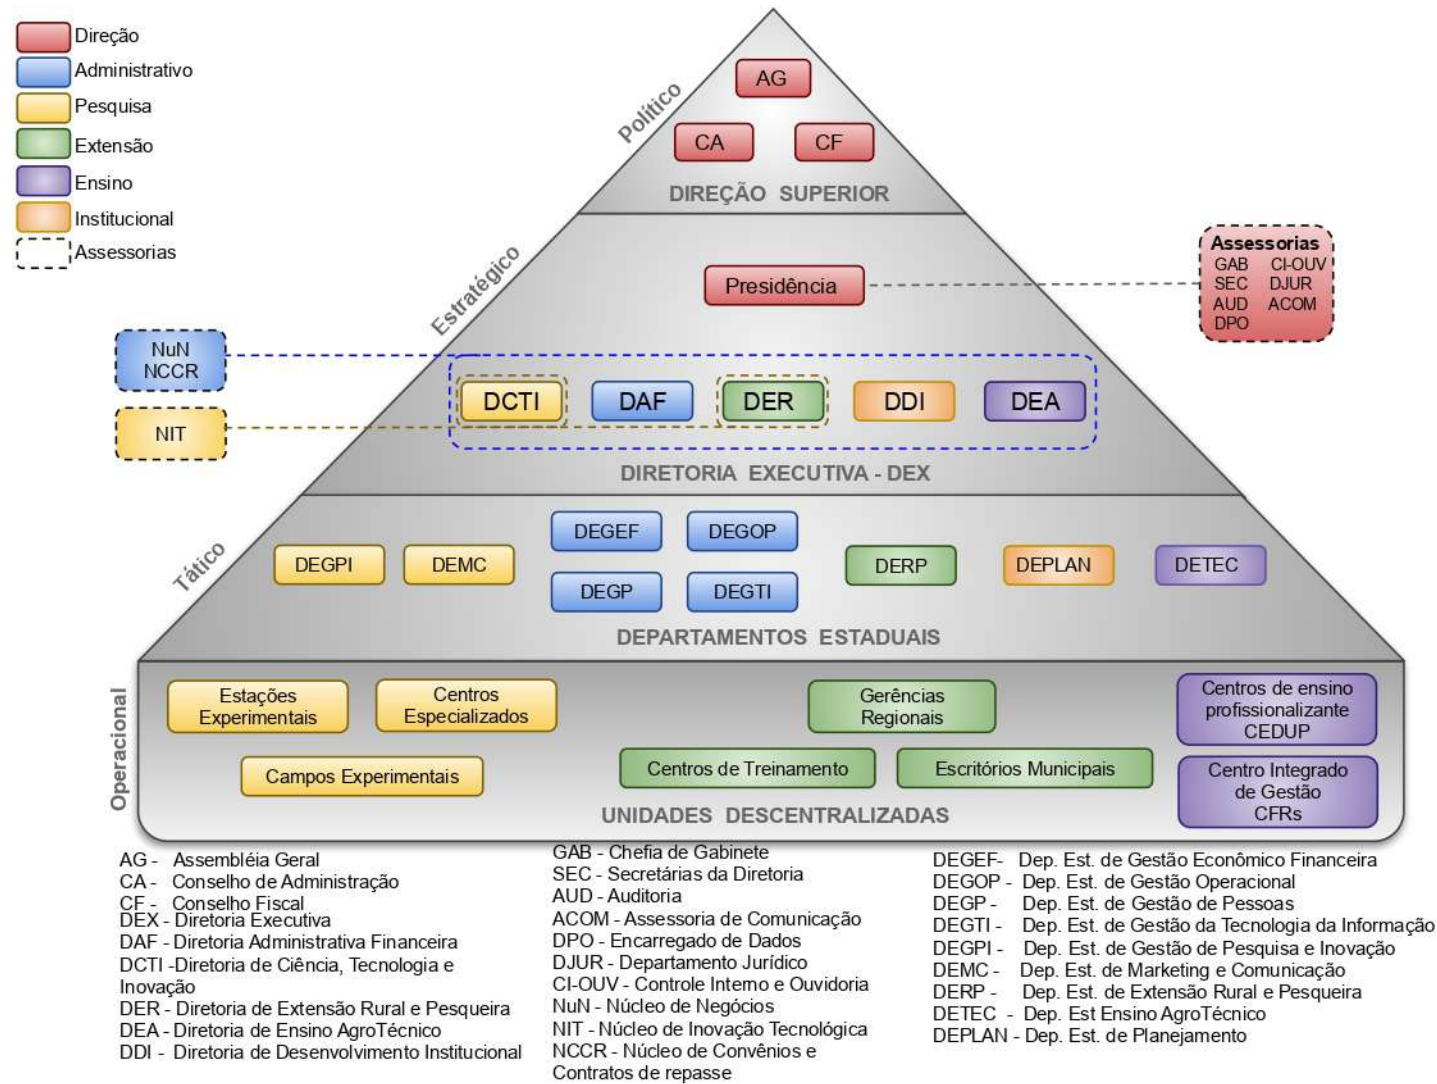 Direção
Administrativo
Pesquisa
Extensão
Ensino
Institucional
Assessorias
Político
AG
CA
CF
DIREÇÃO SUPERIOR
Estratégico
Presidência
Assessorias
GAB CI-OUV
SEC DJUR
AUD ACOM
DPO
NuN
NCCR
NIT
DCTI
DAF
DER
DDI
DEA
DIRETORIA EXECUTIVA - DEX
Tático
DEGPI
DEMC
DEGEF
DEGOP
DEGP
DEGTI
DERP
DEPLAN
DETEC
DEPARTAMENTOS ESTADUAIS
Operacional
Estações
Experimentais
Centros
Especializados
Campos Experimentais
Gerências
Regionais
Centros de Treinamento
Escritórios Municipais
Centros de ensino
profissionalizante
CEDUP
Centro Integrado
de Gestão
CFRs
UNIDADES DESCENTRALIZADAS
AG - Assembléia Geral
CA - Conselho de Administração
CF - Conselho Fiscal
DEX - Diretoria Executiva
DAF - Diretoria Administrativa Financeira
DCTI -Diretoria de Ciência, Tecnologia e
Inovação
DER - Diretoria de Extensão Rural e Pesqueira
DEA - Diretoria de Ensino AgroTécnico
DDI - Diretoria de Desenvolvimento Institucional
GAB - Chefia de Gabinete
SEC - Secretárias da Diretoria
AUD - Auditoria
ACOM - Assessoria de Comunicação
DPO - Encarregado de Dados
DJUR - Departamento Jurídico
CI-OUV - Controle Interno e Ouvidoria
NuN - Núcleo de Negócios
NIT - Núcleo de Inovação Tecnológica
NCCR - Núcleo de Convênios e
Contratos de repasse
DEGEF- Dep. Est. de Gestão Econômico Financeira
DEGOP - Dep. Est. de Gestão Operacional
DEGP - Dep. Est. de Gestão de Pessoas
DEGTI - Dep. Est. de Gestão da Tecnologia da Informação
DEGPI - Dep. Est. de Gestão de Pesquisa e Inovação
DEMC - Dep. Est. de Marketing e Comunicação
DERP - Dep. Est. de Extensão Rural e Pesqueira
DETEC - Dep. Est Ensino AgroTécnico
DEPLAN - Dep. Est. de Planejamento